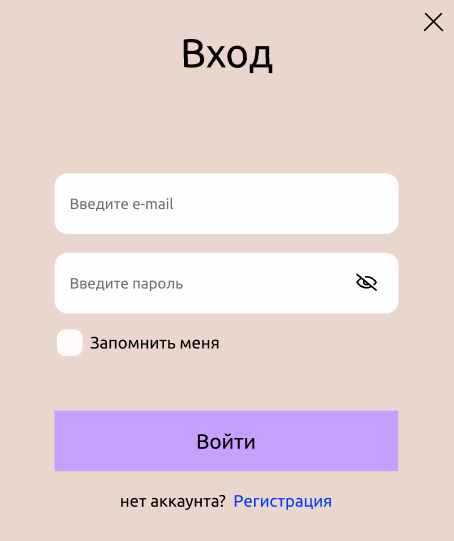 Вход
Введите e-mail
Введите пароль
Запомнить меня
Войти
нет аккаунта? Регистрация